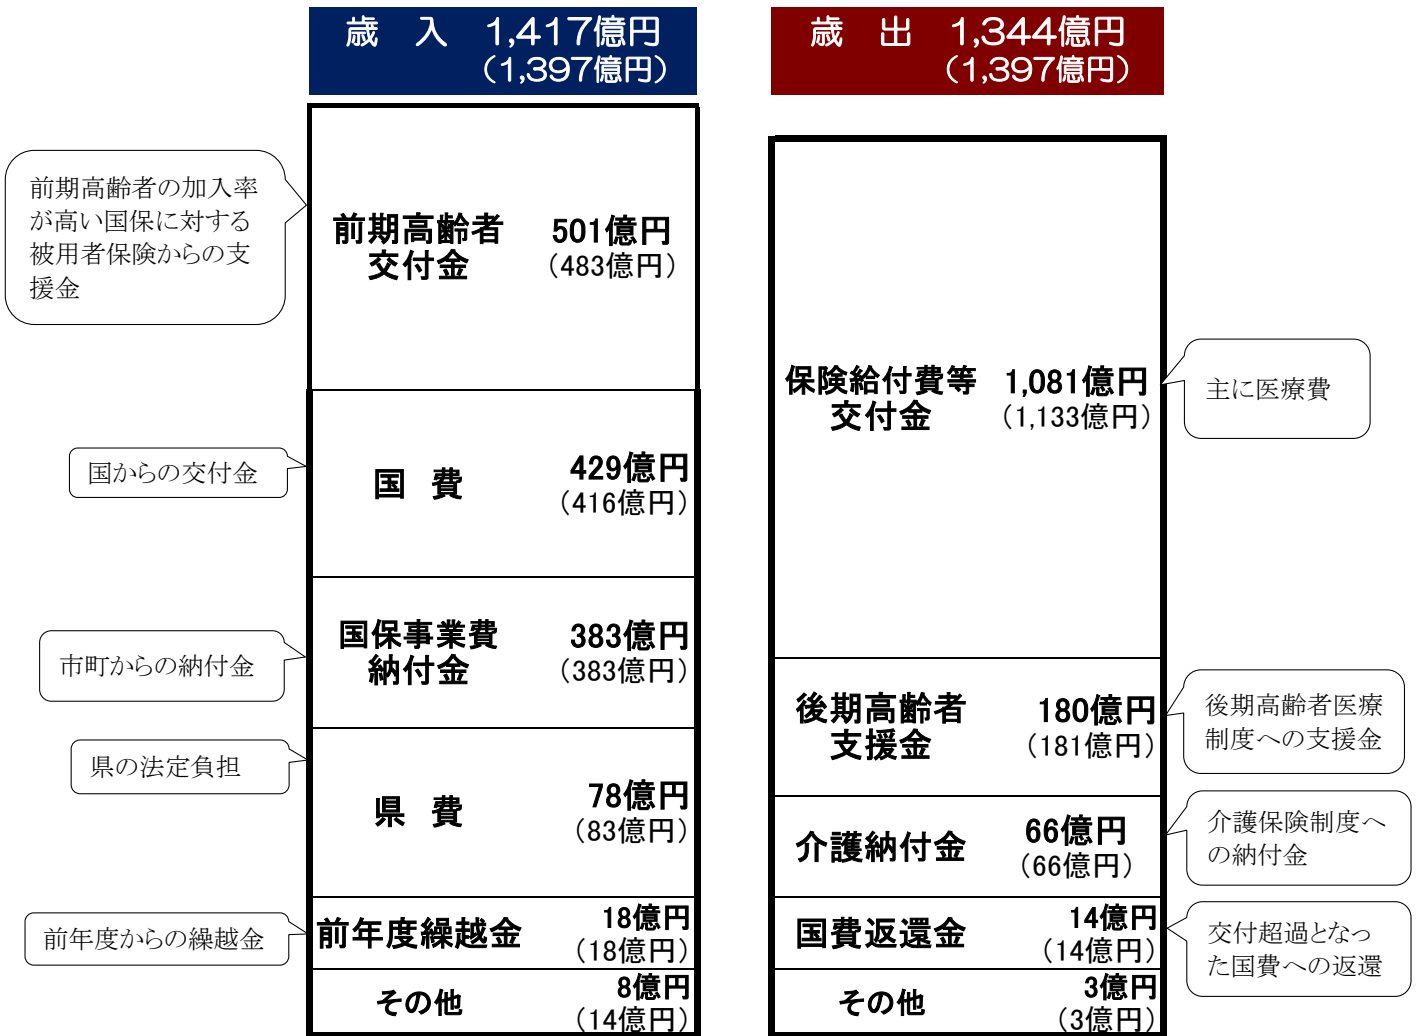 歳 入 1,417億円
(1,397億円)
前期高齢者の加入率
が高い国保に対する
被用者保険からの支
援金
前期高齢者
交付金
501億円
(483億円)
国からの交付金
国 費
429億円
(416億円)
市町からの納付金
国保事業費
納付金
383億円
(383億円)
県の法定負担
県 費
78億円
(83億円)
前年度からの繰越金
前年度繰越金
18億円
(18億円)
その他
8億円
(14億円)
歳 出 1,344億円
(1,397億円)
保険給付費等
交付金
1,081億円
(1,133億円)
主に医療費
後期高齢者
支援金
180億円
(181億円)
後期高齢者医療
制度への支援金
介護納付金
66億円
(66億円)
介護保険制度へ
の納付金
国費返還金
14億円
(14億円)
交付超過となっ
た国費への返還
その他
3億円
(3億円)